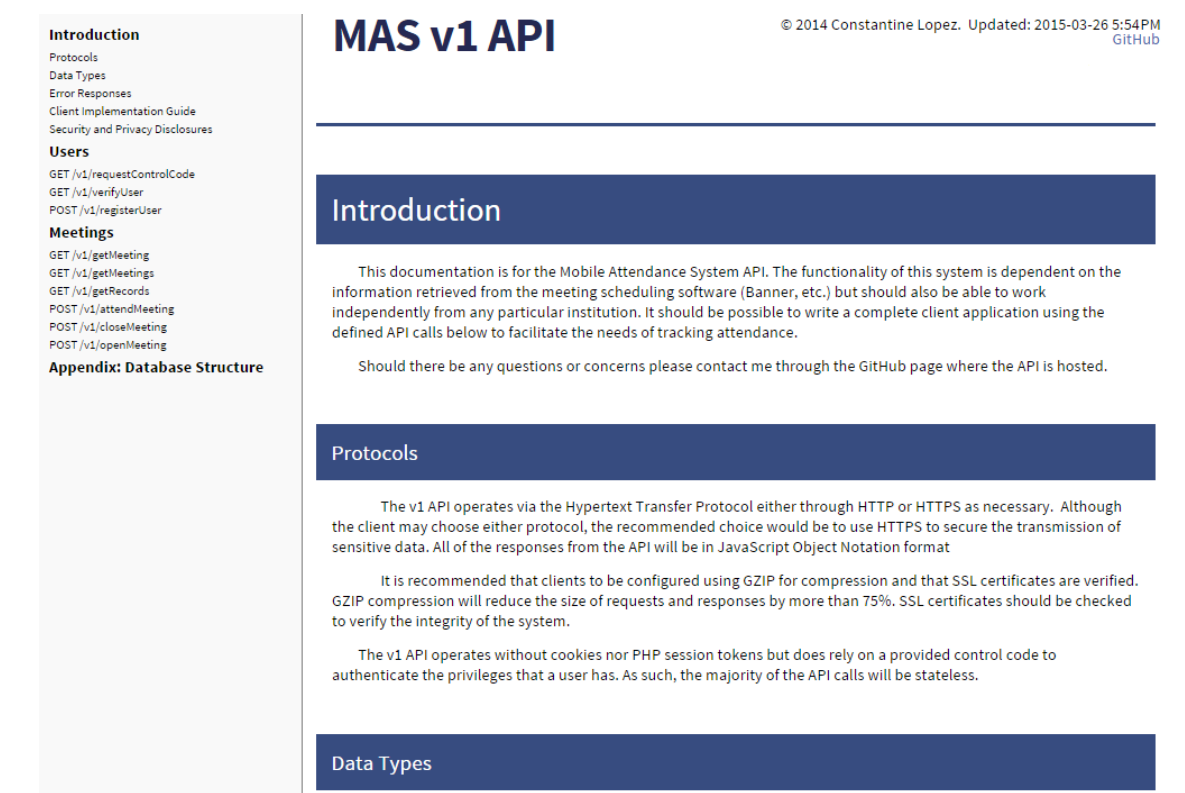 Introduction
Protocols
Data Types
Error Responses
Client Implementation Guide
Security and Privacy Disclosures
Users
GET /v1/requestControlCode
GET /v1/verifyUser
POST /v1/registerUser
Meetings
GET /v1/getMeeting
GET /v1/getMeetings
GET /v1/getRecords
POST /v1/attendMeeting
POST /v1/closeMeeting
POST /v1/openMeeting
Appendix: Database Structure
MAS v1 API
© 2014 Constantine Lopez. Updated: 2015-03-26 5:54PM
GitHub
Introduction
This documentation is for the Mobile Attendance System API. The functionality of this system is dependent on the
information retrieved from the meeting scheduling software (Banner, etc.) but should also be able to work
independently from any particular institution. It should be possible to write a complete client application using the
defined API calls below to facilitate the needs of tracking attendance.
Should there be any questions or concerns please contact me through the GitHub page where the API is hosted.
Protocols
The v1 API operates via the Hypertext Transfer Protocol either through HTTP or HTTPS as necessary. Although
the client may choose either protocol, the recommended choice would be to use HTTPS to secure the transmission of
sensitive data. All of the responses from the API will be in JavaScript Object Notation format
It is recommended that clients to be configured using GZIP for compression and that SSL certificates are verified.
GZIP compression will reduce the size of requests and responses by more than 75%. SSL certificates should be checked
to verify the integrity of the system.
The v1 API operates without cookies nor PHP session tokens but does rely on a provided control code to
authenticate the privileges that a user has. As such, the majority of the API calls will be stateless.
Data Types